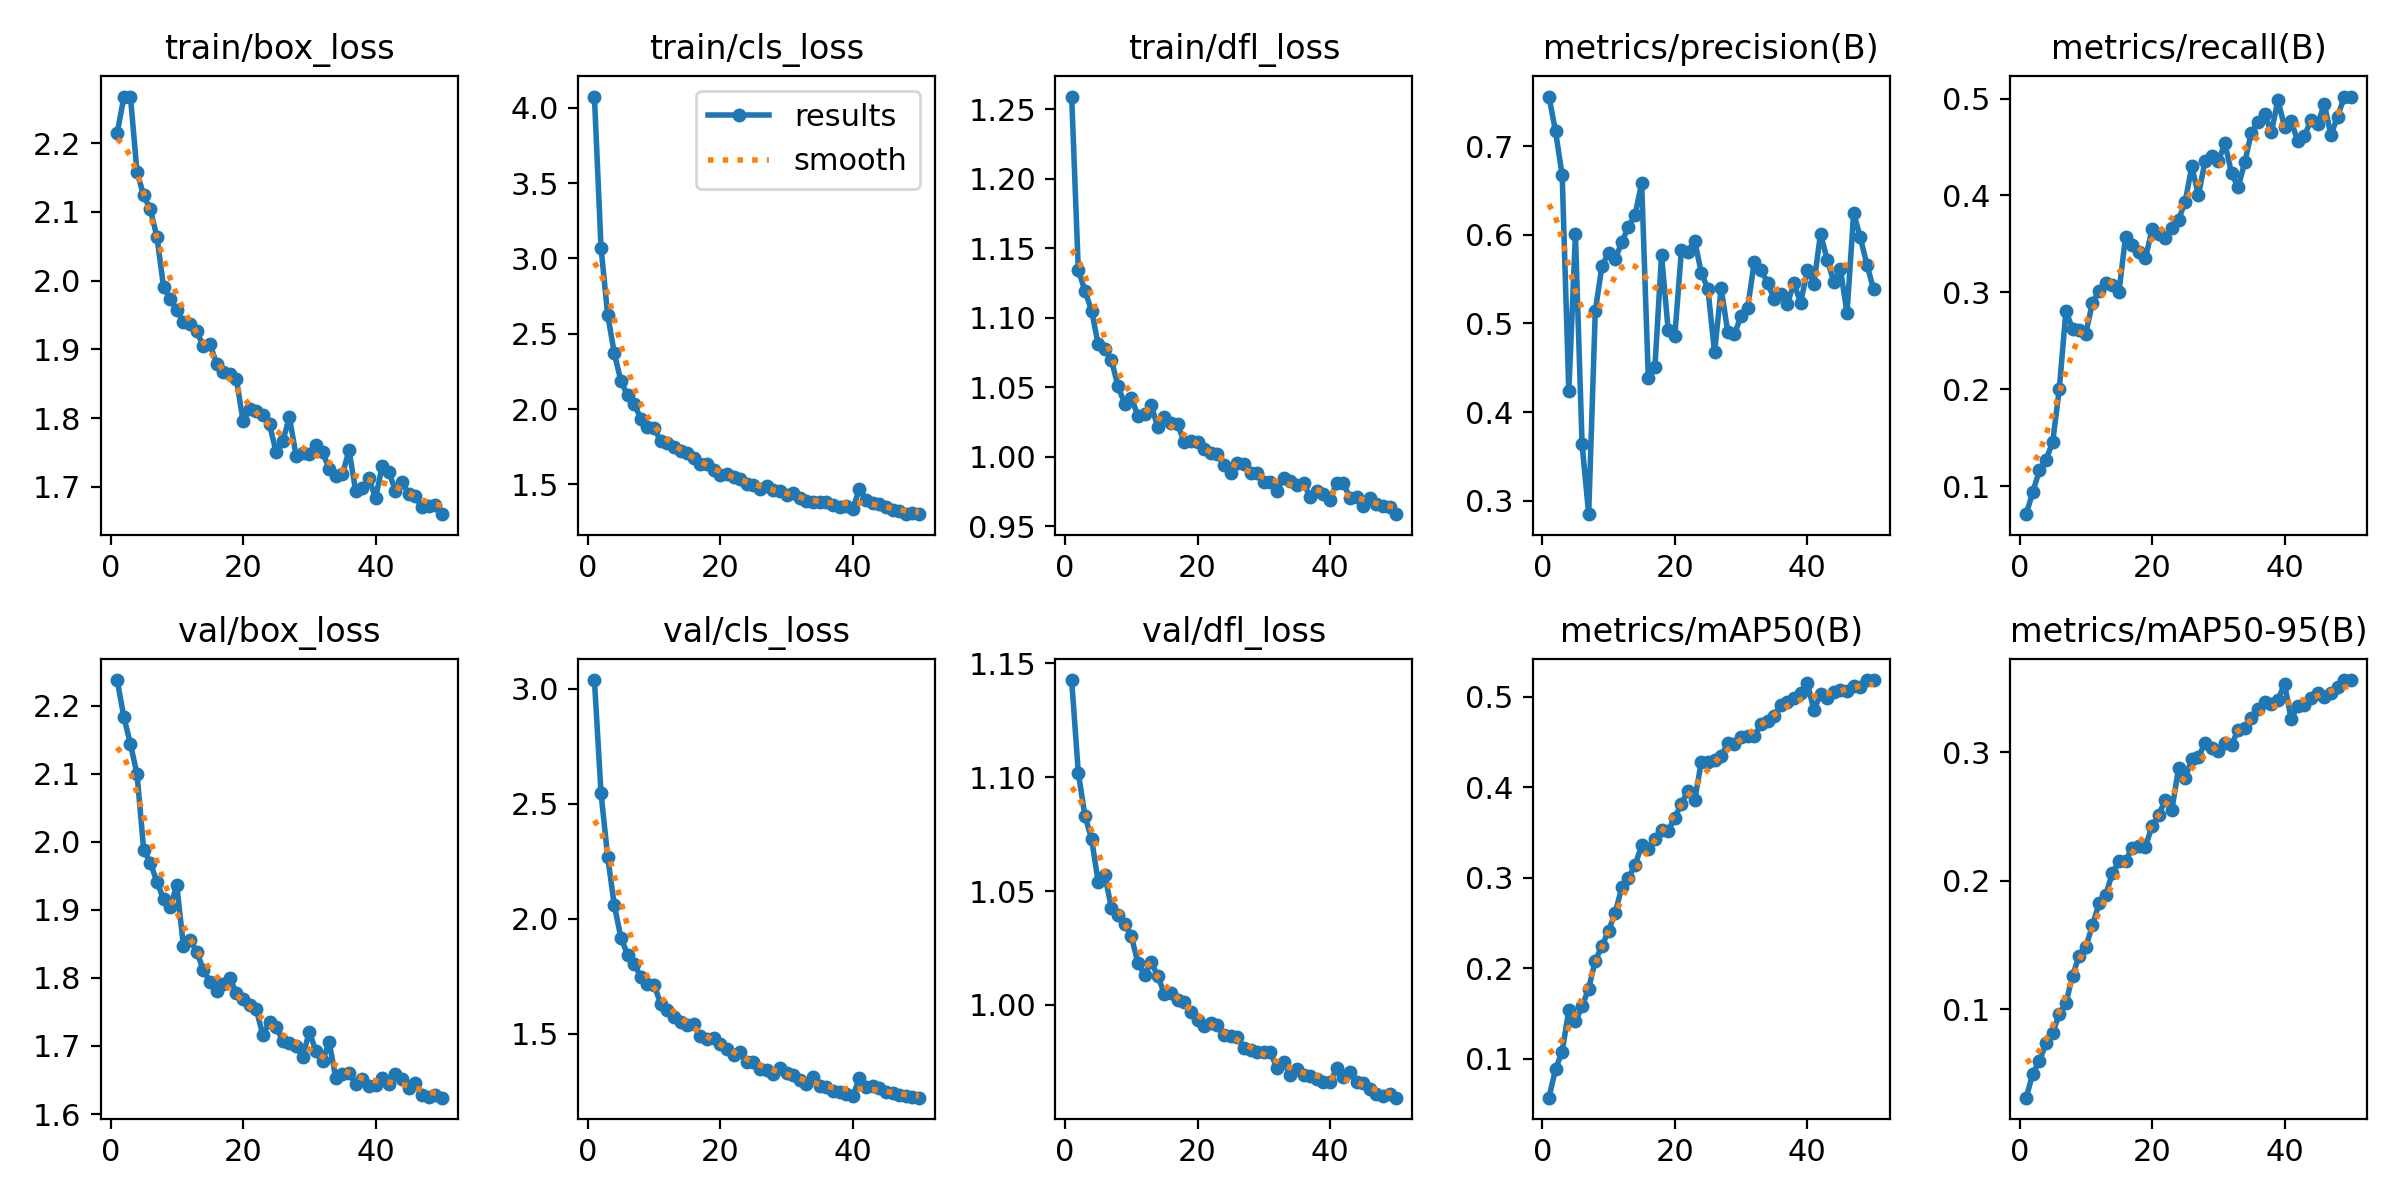 train/box_loss
2.2
2.1
2.0
1.9
1.8
1.7
0 20 40
train/cls_loss
results
smooth
4.0
3.5
3.0
2.5
2.0
1.5
0 20 40
train/dfl_loss
1.25
1.20
1.15
1.10
1.05
1.00
0.95
0 20 40
metrics/precision(B)
0.7
0.6
0.5
0.4
0.3
0 20 40
metrics/recall(B)
0.5
0.4
0.3
0.2
0.1
0 20 40
val/box_loss
2.2
2.1
2.0
1.9
1.8
1.7
1.6
0 20 40
val/cls_loss
3.0
2.5
2.0
1.5
0 20 40
val/dfl_loss
1.15
1.10
1.05
1.00
0 20 40
metrics/mAP50(B)
0.5
0.4
0.3
0.2
0.1
0 20 40
metrics/mAP50-95(B)
0.3
0.2
0.1
0 20 40